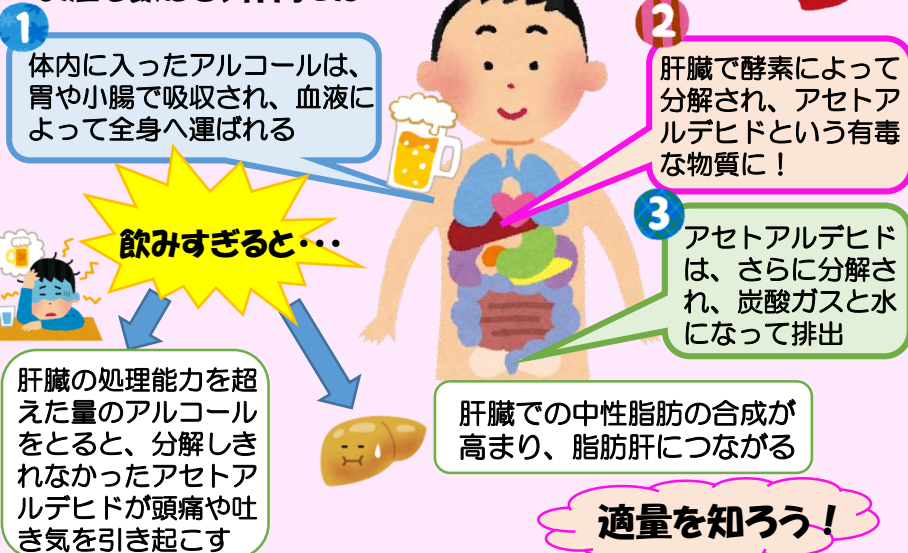 1
体内に入ったアルコールは、
胃や小腸で吸収され、血液に
よって全身へ運ばれる
2
肝臓で酵素によって
分解され、アセトア
ルデヒドという有毒
な物質に！
3
アセトアルデヒド
は、さらに分解さ
れ、炭酸ガスと水
になって排出
飲みすぎると・・・
肝臓の処理能力を超
えた量のアルコール
をとると、分解しき
れなかったアセトア
ルデヒドが頭痛や吐
き気を引き起こす
肝臓での中性脂肪の合成が
高まり、脂肪肝につながる
適量を知ろう！